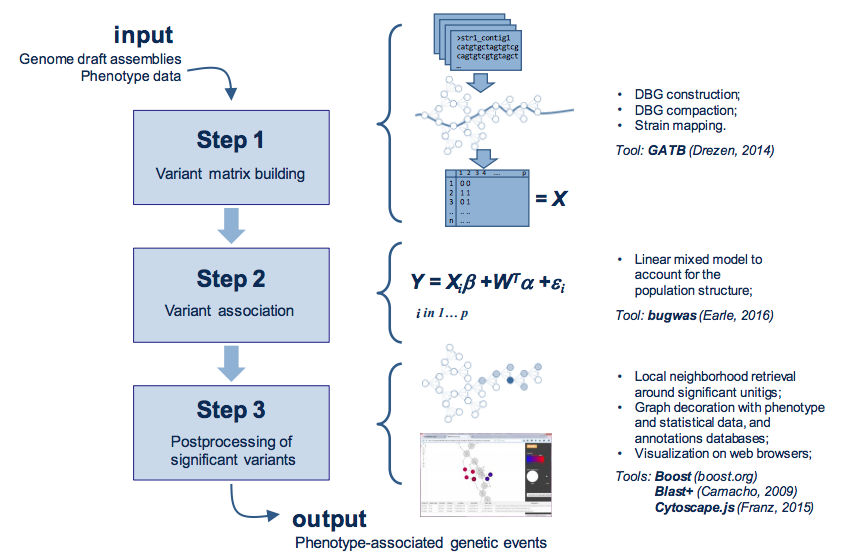 input
Genome draft assemblies
Phenotype data
Step 1
Variant matrix building
>str1_contig1
catgtgctagtgtcg
cagtgtcgtgtagct
…
1 2 3 4 … p
1 0 0
2 1 1
3 0 1
.. .. ..
n .. ..
= X
• DBG construction;
• DBG compaction;
• Strain mapping.
Tool: GATB (Drezen, 2014)
Step 2
Variant association
Y = Xᵢβ +Wᵀα +εᵢ
i in 1… p
• Linear mixed model to
account for the
population structure;
Tool: bugwas (Earle, 2016)
Step 3
Postprocessing of
significant variants
• Local neighborhood retrieval
around significant unitigs;
• Graph decoration with phenotype
and statistical data, and
annotations databases;
• Visualization on web browsers;
Tools: Boost (boost.org)
Blast+ (Camacho, 2009)
Cytoscape.js (Franz, 2015)
output
Phenotype-associated genetic events